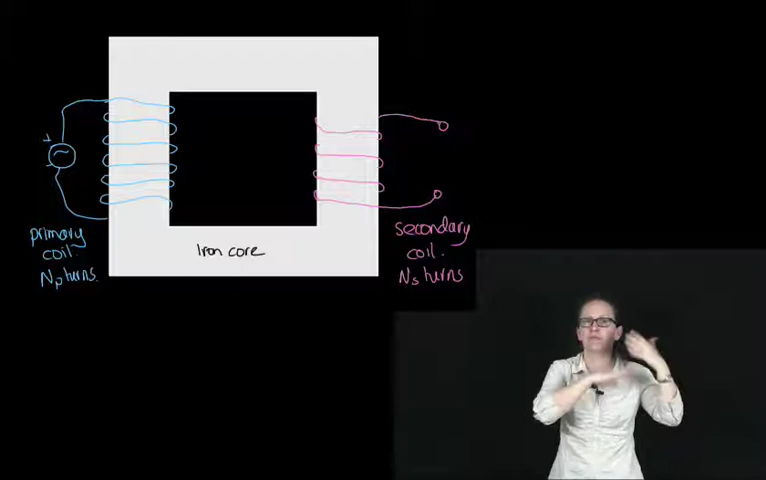 +
~
-
primary
coil.
Np turns.
Iron core
secondary
coil.
Ns turns